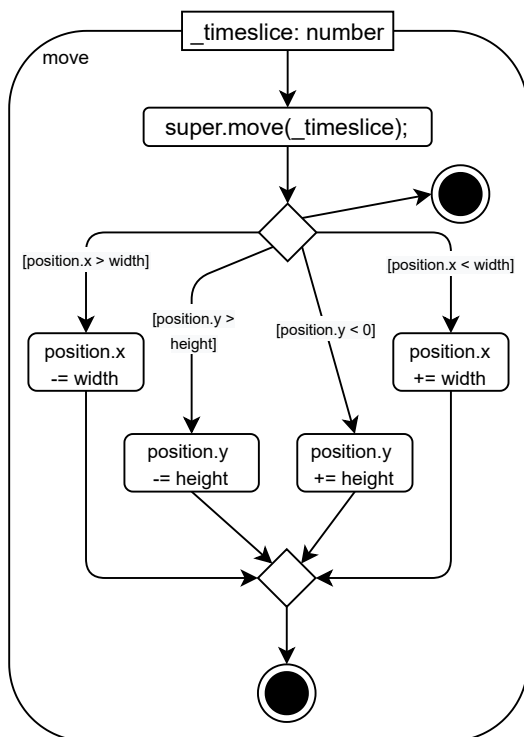 _timeslice: number
move
super.move(_timeslice);
[position.x > width]
[position.x < width]
[position.y >
height]
[position.y < 0]
position.x
-= width
position.x
+= width
position.y
-= height
position.y
+= height